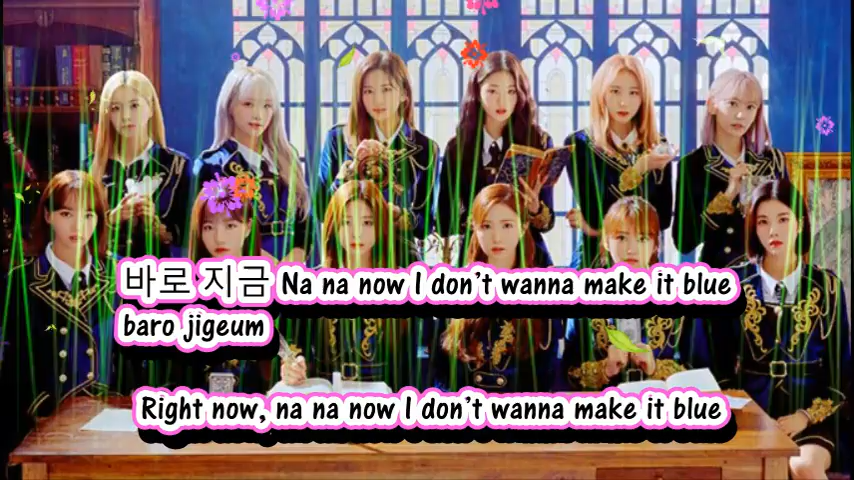 바로 지금 Na na now I don't wanna make it blue
baro jigeum
Right now, na na now I don't wanna make it blue